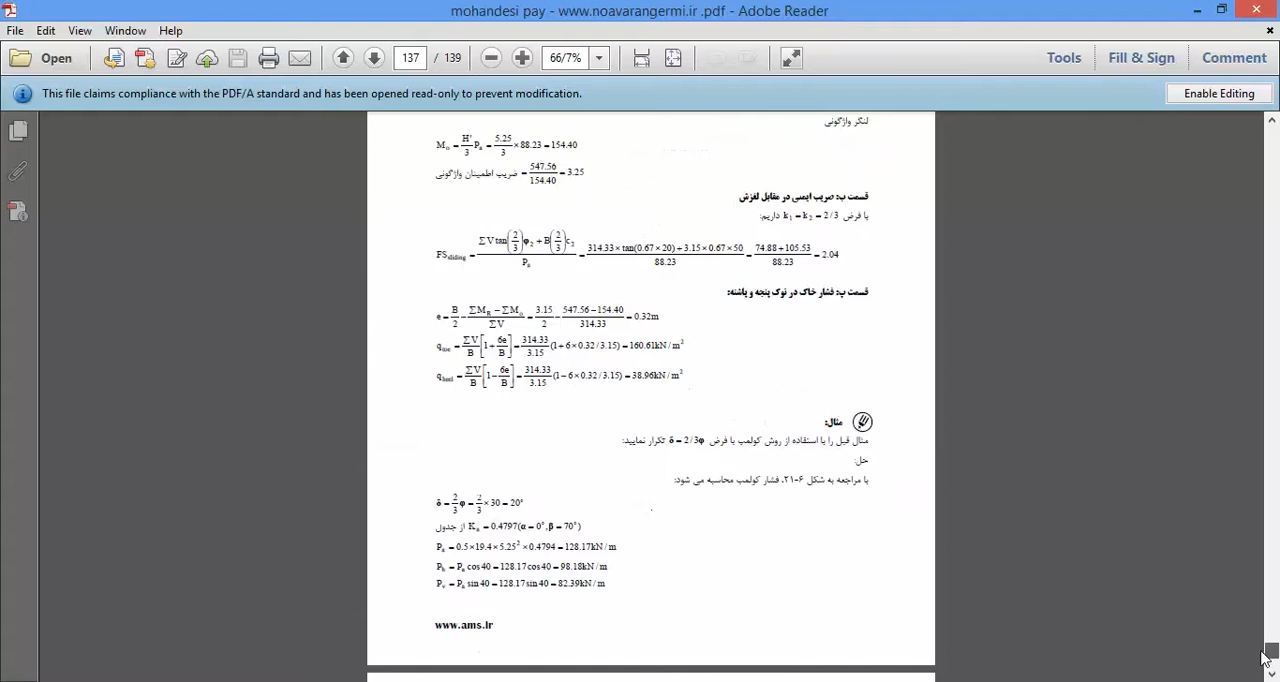 mohandesi pay - www.noavarangermi.ir .pdf - Adobe Reader
File Edit View Window Help
Open 137 / 139 66/7% Tools Fill & Sign Comment
This file claims compliance with the PDF/A standard and has been opened read-only to prevent modification. Enable Editing
لنگر واژگونی
M₀ = H'/3 Pₐ = 5.25/3 × 88.23 = 154.40
ضریب اطمینان واژگونی = 547.56/154.40 = 3.25
قسمت ب: ضریب ایمنی در مقابل لغزش
با فرض k₁ = k₂ = 2/3 داریم:
FS sliding = (ΣV tan(2/3)φ₂ + B(2/3)c₂)/Pₐ = (314.33 × tan(0.67 × 20) + 3.15 × 0.67 × 50)/88.23 = (74.88 + 105.53)/88.23 = 2.04
قسمت پ: فشار خاک در نوک پنجه و پاشنه:
e = B/2 − (ΣM_R − ΣM₀)/ΣV = 3.15/2 − (547.56 − 154.40)/314.33 = 0.32m
q toe = ΣV/B [1 + 6e/B] = 314.33/3.15 (1 + 6 × 0.32 / 3.15) = 160.61kN / m²
q heel = ΣV/B [1 − 6e/B] = 314.33/3.15 (1 − 6 × 0.32 / 3.15) = 38.96kN / m²
مثال:
مثال قبل را با استفاده از روش کولمب با فرض δ = 2/3φ تکرار نمایید:
حل:
با مراجعه به شکل ۶-۲۱، فشار کولمب محاسبه می شود:
δ = 2/3 φ = 2/3 × 30 = 20°
از جدول Kₐ = 0.4797(α = 0°, β = 70°)
Pₐ = 0.5 × 19.4 × 5.25² × 0.4794 = 128.17kN / m
P_h = Pₐ cos 40 = 128.17 cos 40 = 98.18kN / m
P_v = Pₐ sin 40 = 128.17 sin 40 = 82.39kN / m
www.ams.ir